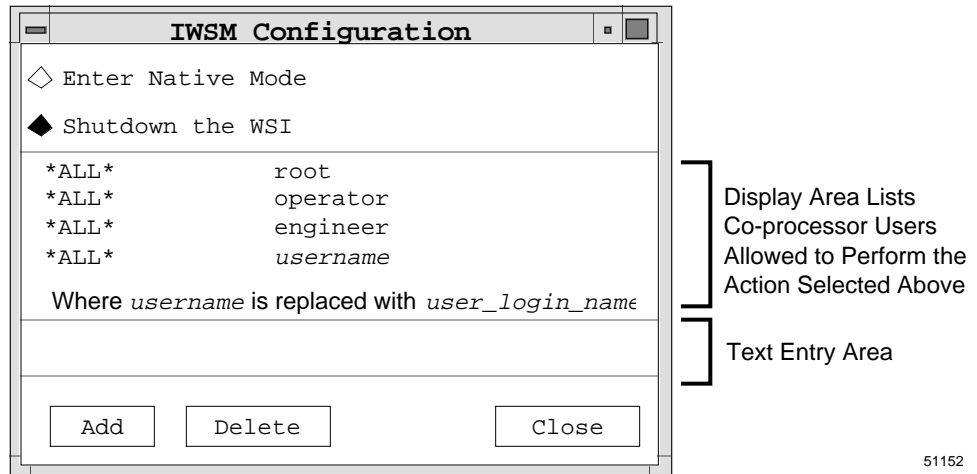 IWSM Configuration
Enter Native Mode
Shutdown the WSI
*ALL* root
*ALL* operator
*ALL* engineer
*ALL* username
Where username is replaced with user_login_name
Display Area Lists
Co-processor Users
Allowed to Perform the
Action Selected Above
Text Entry Area
Add Delete Close
51152